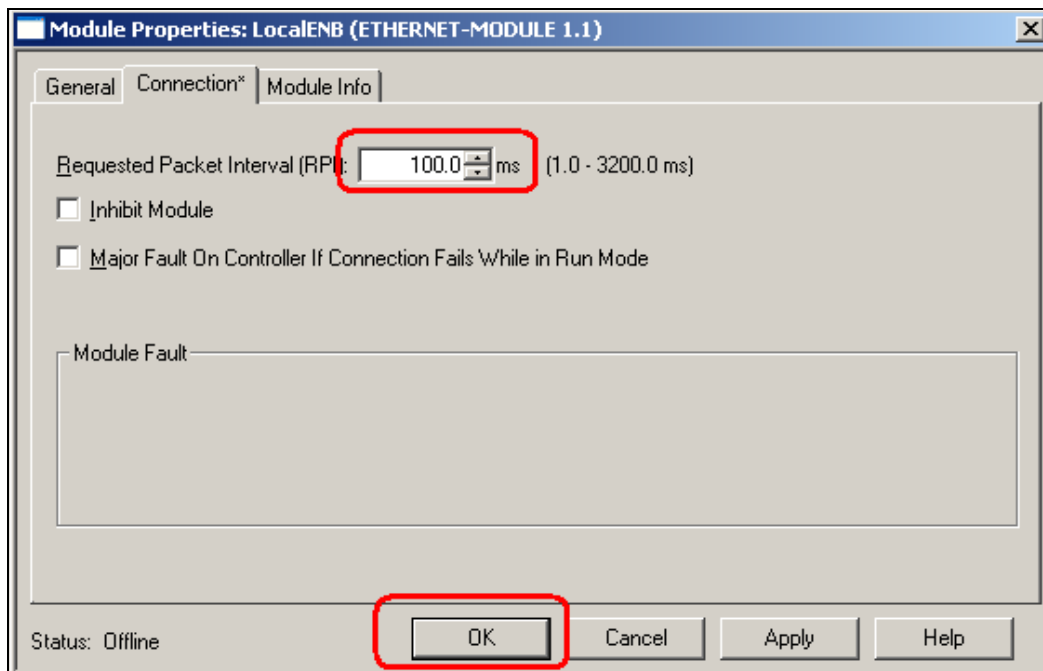 Module Properties: LocalENB (ETHERNET-MODULE 1.1)
General Connection* Module Info
Requested Packet Interval (RPI): 100.0 ms (1.0 - 3200.0 ms)
Inhibit Module
Major Fault On Controller If Connection Fails While in Run Mode
Module Fault
Status: Offline OK Cancel Apply Help